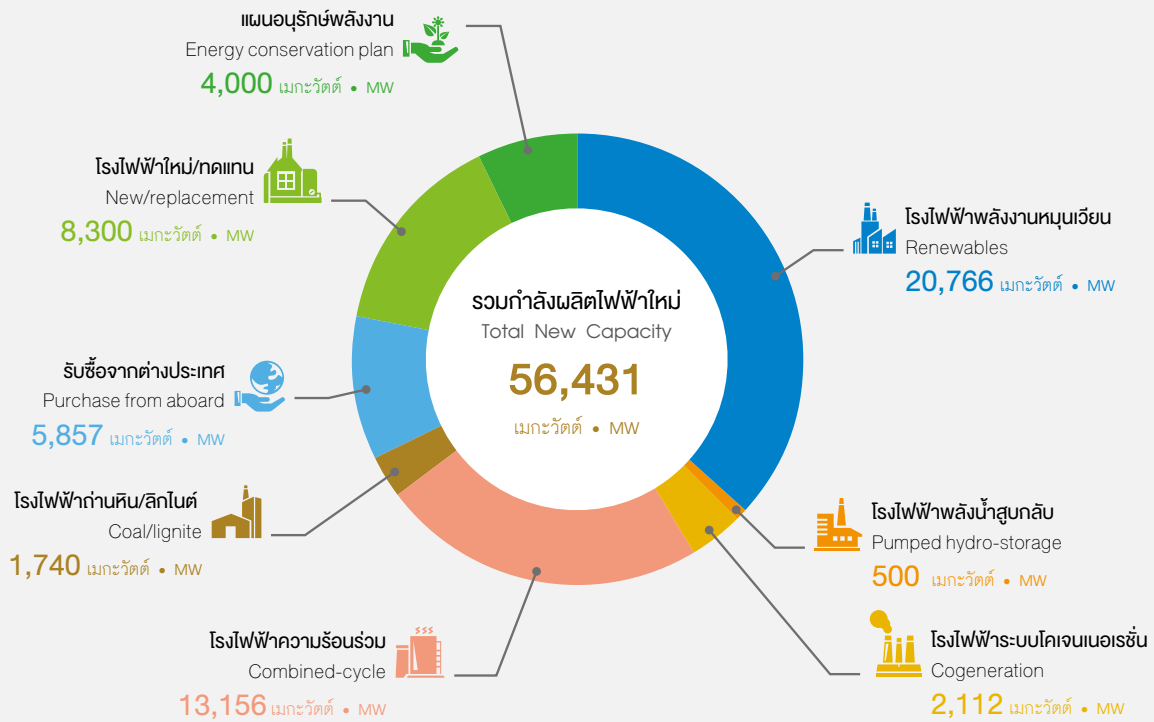 แผนอนุรักษ์พลังงาน
Energy conservation plan
4,000 เมกะวัตต์ • MW
โรงไฟฟ้าใหม่/ทดแทน
New/replacement
8,300 เมกะวัตต์ • MW
รับซื้อจากต่างประเทศ
Purchase from aboard
5,857 เมกะวัตต์ • MW
โรงไฟฟ้าถ่านหิน/ลิกไนต์
Coal/lignite
1,740 เมกะวัตต์ • MW
โรงไฟฟ้าความร้อนร่วม
Combined-cycle
13,156 เมกะวัตต์ • MW
รวมกำลังผลิตไฟฟ้าใหม่
Total New Capacity
56,431
เมกะวัตต์ • MW
โรงไฟฟ้าพลังงานหมุนเวียน
Renewables
20,766 เมกะวัตต์ • MW
โรงไฟฟ้าพลังน้ำสูบกลับ
Pumped hydro-storage
500 เมกะวัตต์ • MW
โรงไฟฟ้าระบบโคเจนเนอเรชั่น
Cogeneration
2,112 เมกะวัตต์ • MW